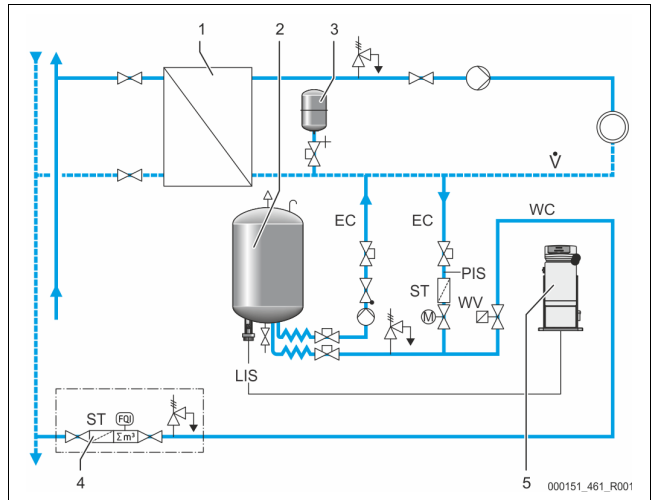 1
2
3
V̇
EC
EC
WC
PIS
ST
WV
M
LIS
ST
FQI
Σm³
4
5
000151_461_R001